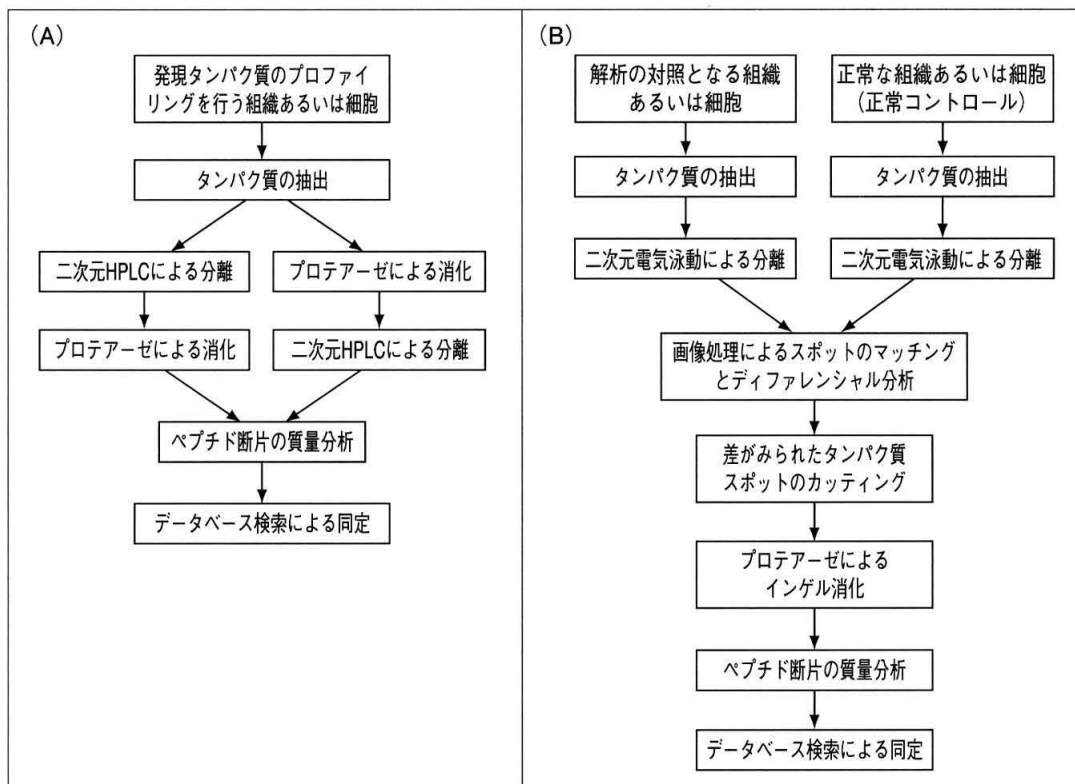 (A)
発現タンパク質のプロファイ
リングを行う組織あるいは細胞
タンパク質の抽出
二次元HPLCによる分離
プロテアーゼによる消化
プロテアーゼによる消化
二次元HPLCによる分離
ペプチド断片の質量分析
データベース検索による同定
(B)
解析の対照となる組織
あるいは細胞
正常な組織あるいは細胞
(正常コントロール)
タンパク質の抽出
タンパク質の抽出
二次元電気泳動による分離
二次元電気泳動による分離
画像処理によるスポットのマッチング
とディファレンシャル分析
差がみられたタンパク質
スポットのカッティング
プロテアーゼによる
インゲル消化
ペプチド断片の質量分析
データベース検索による同定